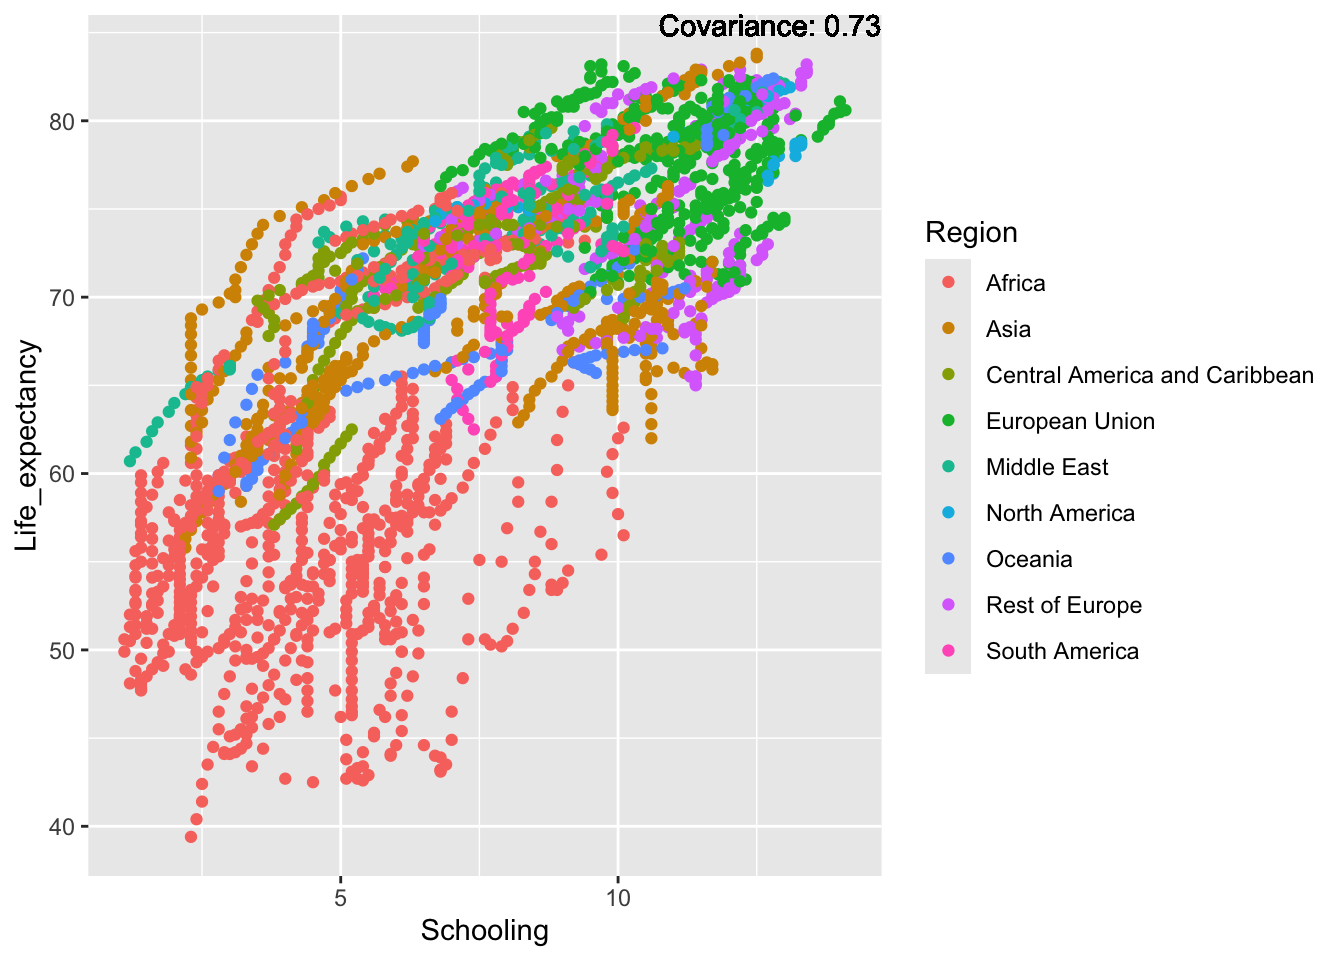 Covariance: 0.73
80
70
60
50
40
Life_expectancy
5
10
Schooling
Region
Africa
Asia
Central America and Caribbean
European Union
Middle East
North America
Oceania
Rest of Europe
South America